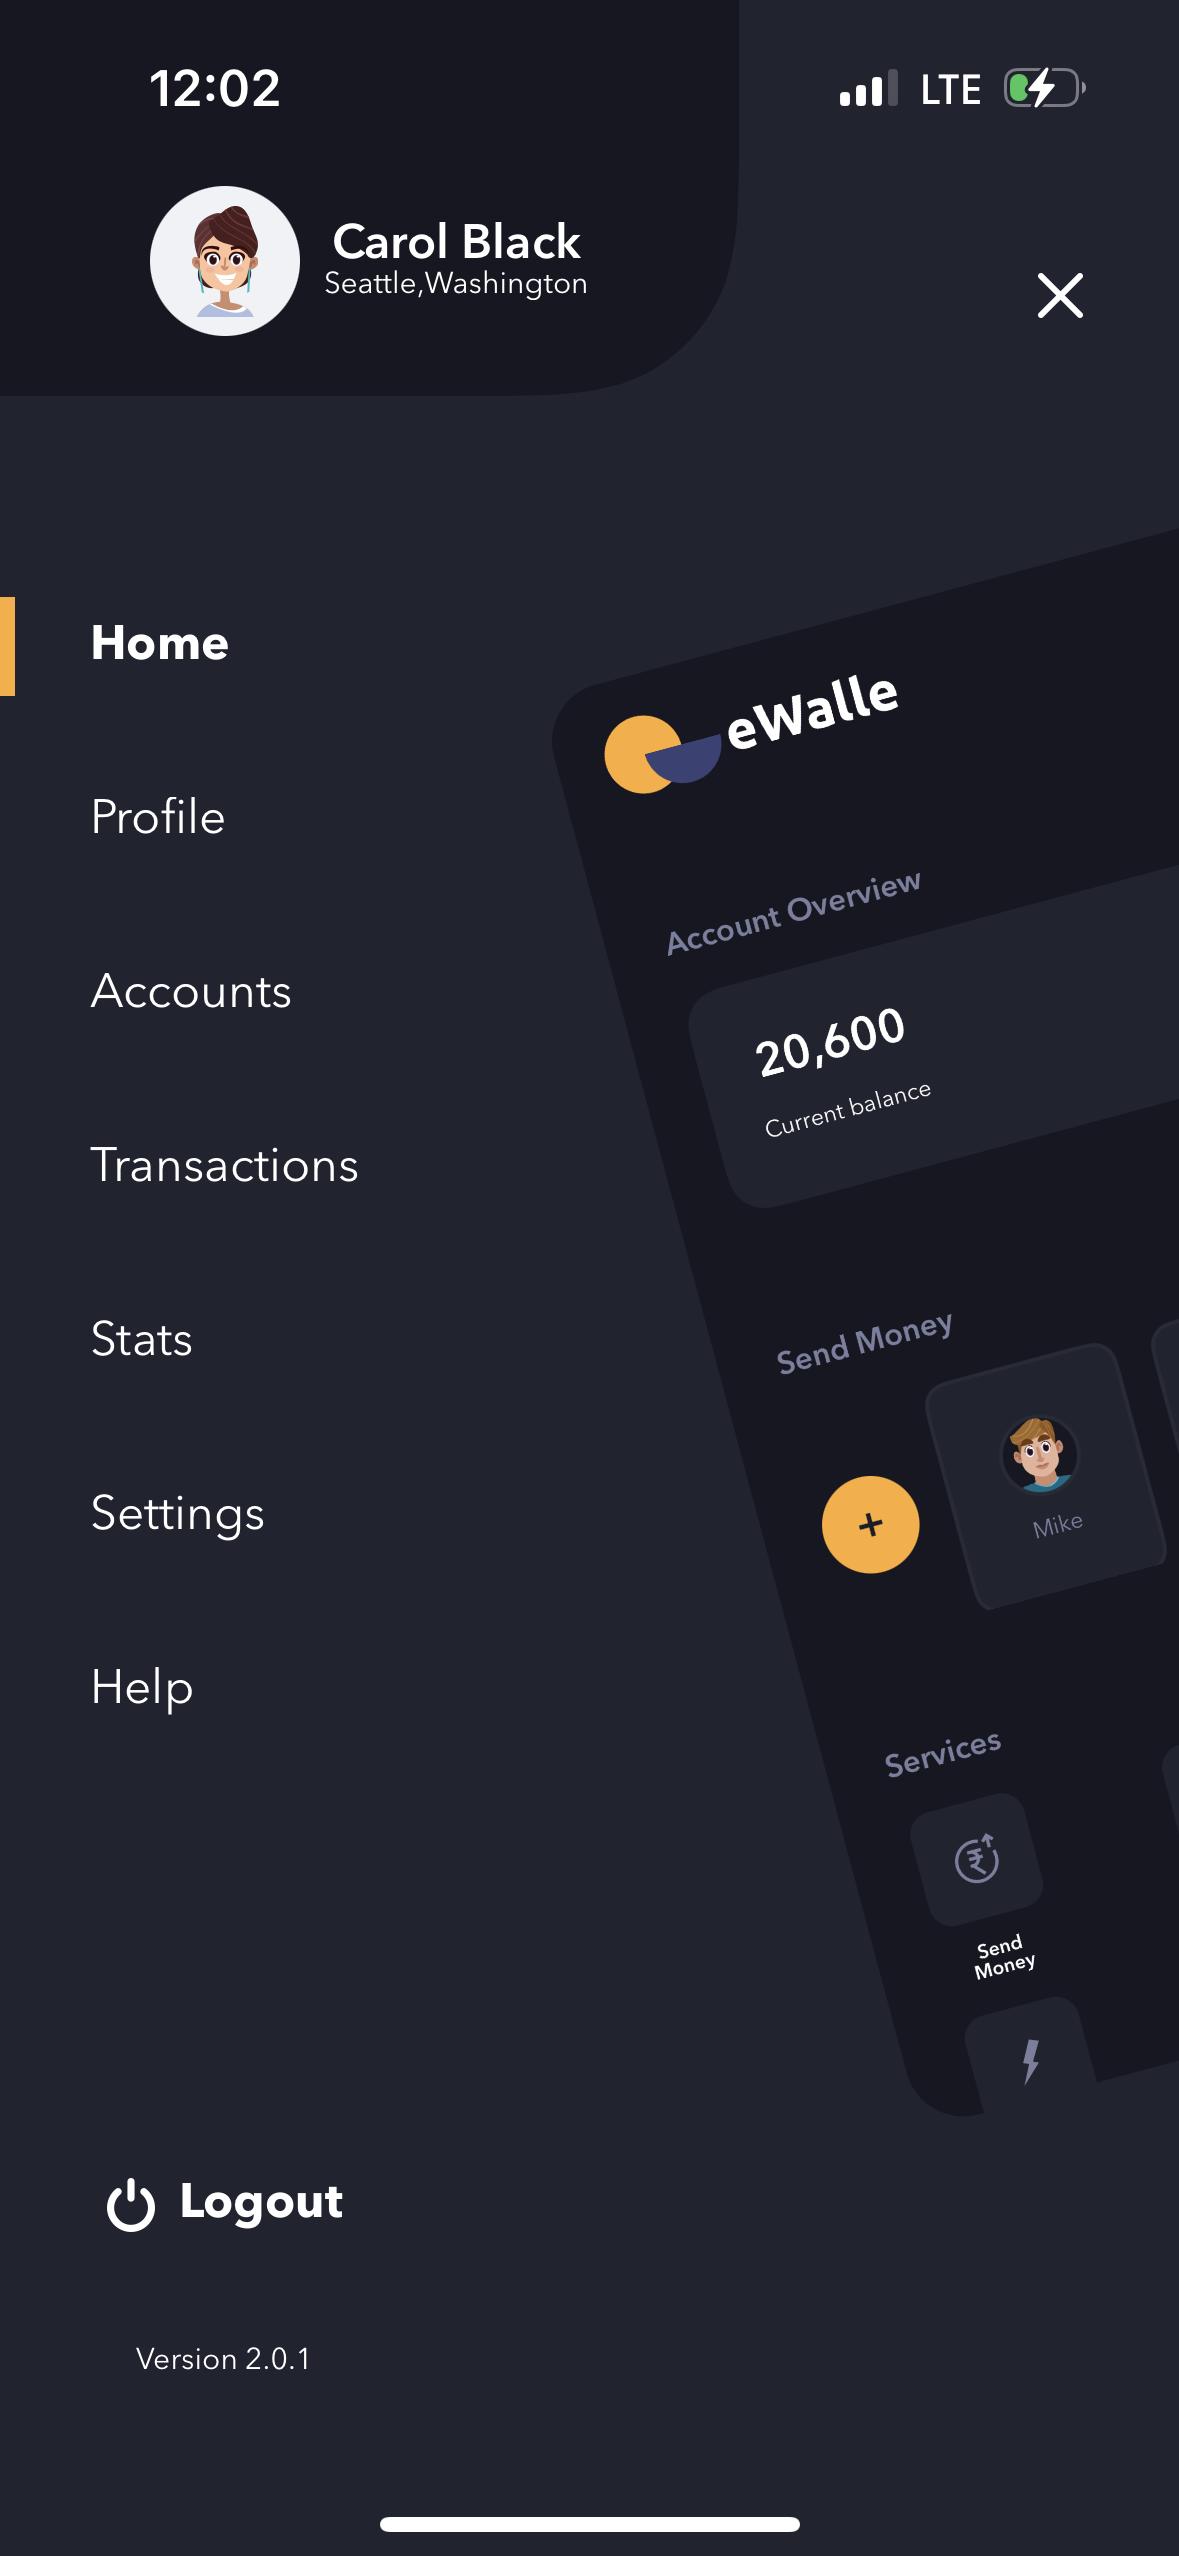 12:02
LTE
Carol Black
Seattle,Washington
Home
Profile
Accounts
Transactions
Stats
Settings
Help
eWalle
Account Overview
20,600
Current balance
Send Money
+
Mike
Services
₹
Send
Money
Logout
Version 2.0.1